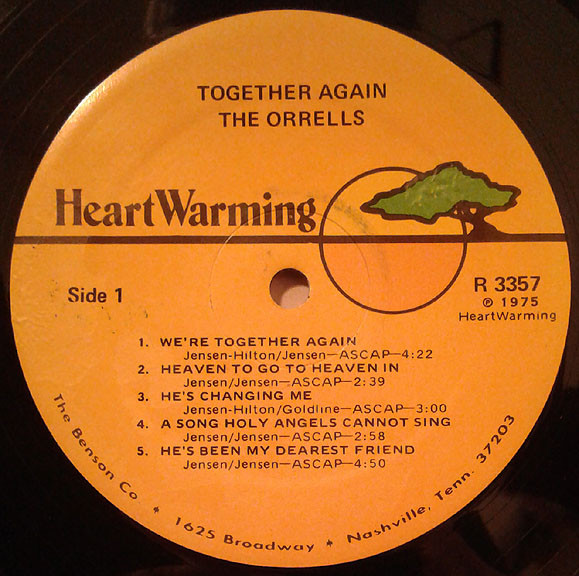 TOGETHER AGAIN
THE ORRELLS
HeartWarming
Side 1
R 3357
℗ 1975
HeartWarming
1. WE'RE TOGETHER AGAIN
Jensen-Hilton/Jensen—ASCAP—4:22
2. HEAVEN TO GO TO HEAVEN IN
Jensen/Jensen—ASCAP—2:39
3. HE'S CHANGING ME
Jensen-Hilton/Goldline—ASCAP—3:00
4. A SONG HOLY ANGELS CANNOT SING
Jensen/Jensen—ASCAP—2:58
5. HE'S BEEN MY DEAREST FRIEND
Jensen/Jensen—ASCAP—4:50
The Benson Co ♦ 1625 Broadway ♦ Nashville, Tenn. 37203